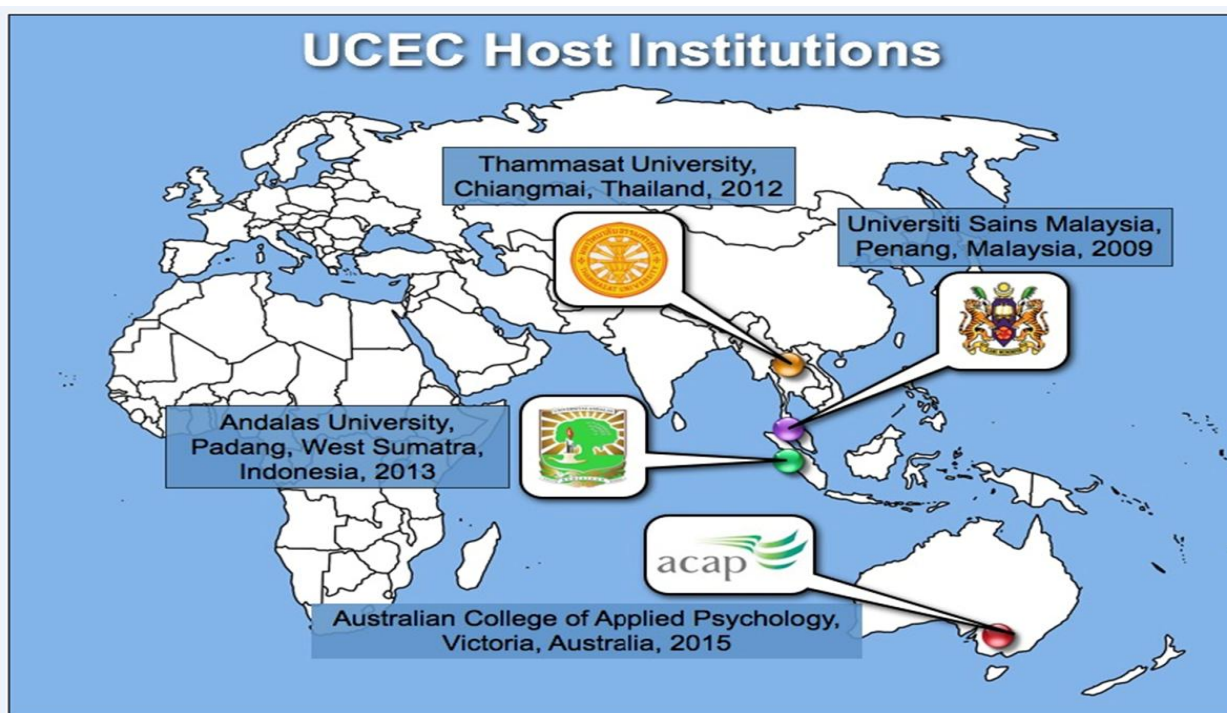 UCEC Host Institutions
Thammasat University,
Chiangmai, Thailand, 2012
Universiti Sains Malaysia,
Penang, Malaysia, 2009
Andalas University,
Padang, West Sumatra,
Indonesia, 2013
acap
Australian College of Applied Psychology,
Victoria, Australia, 2015